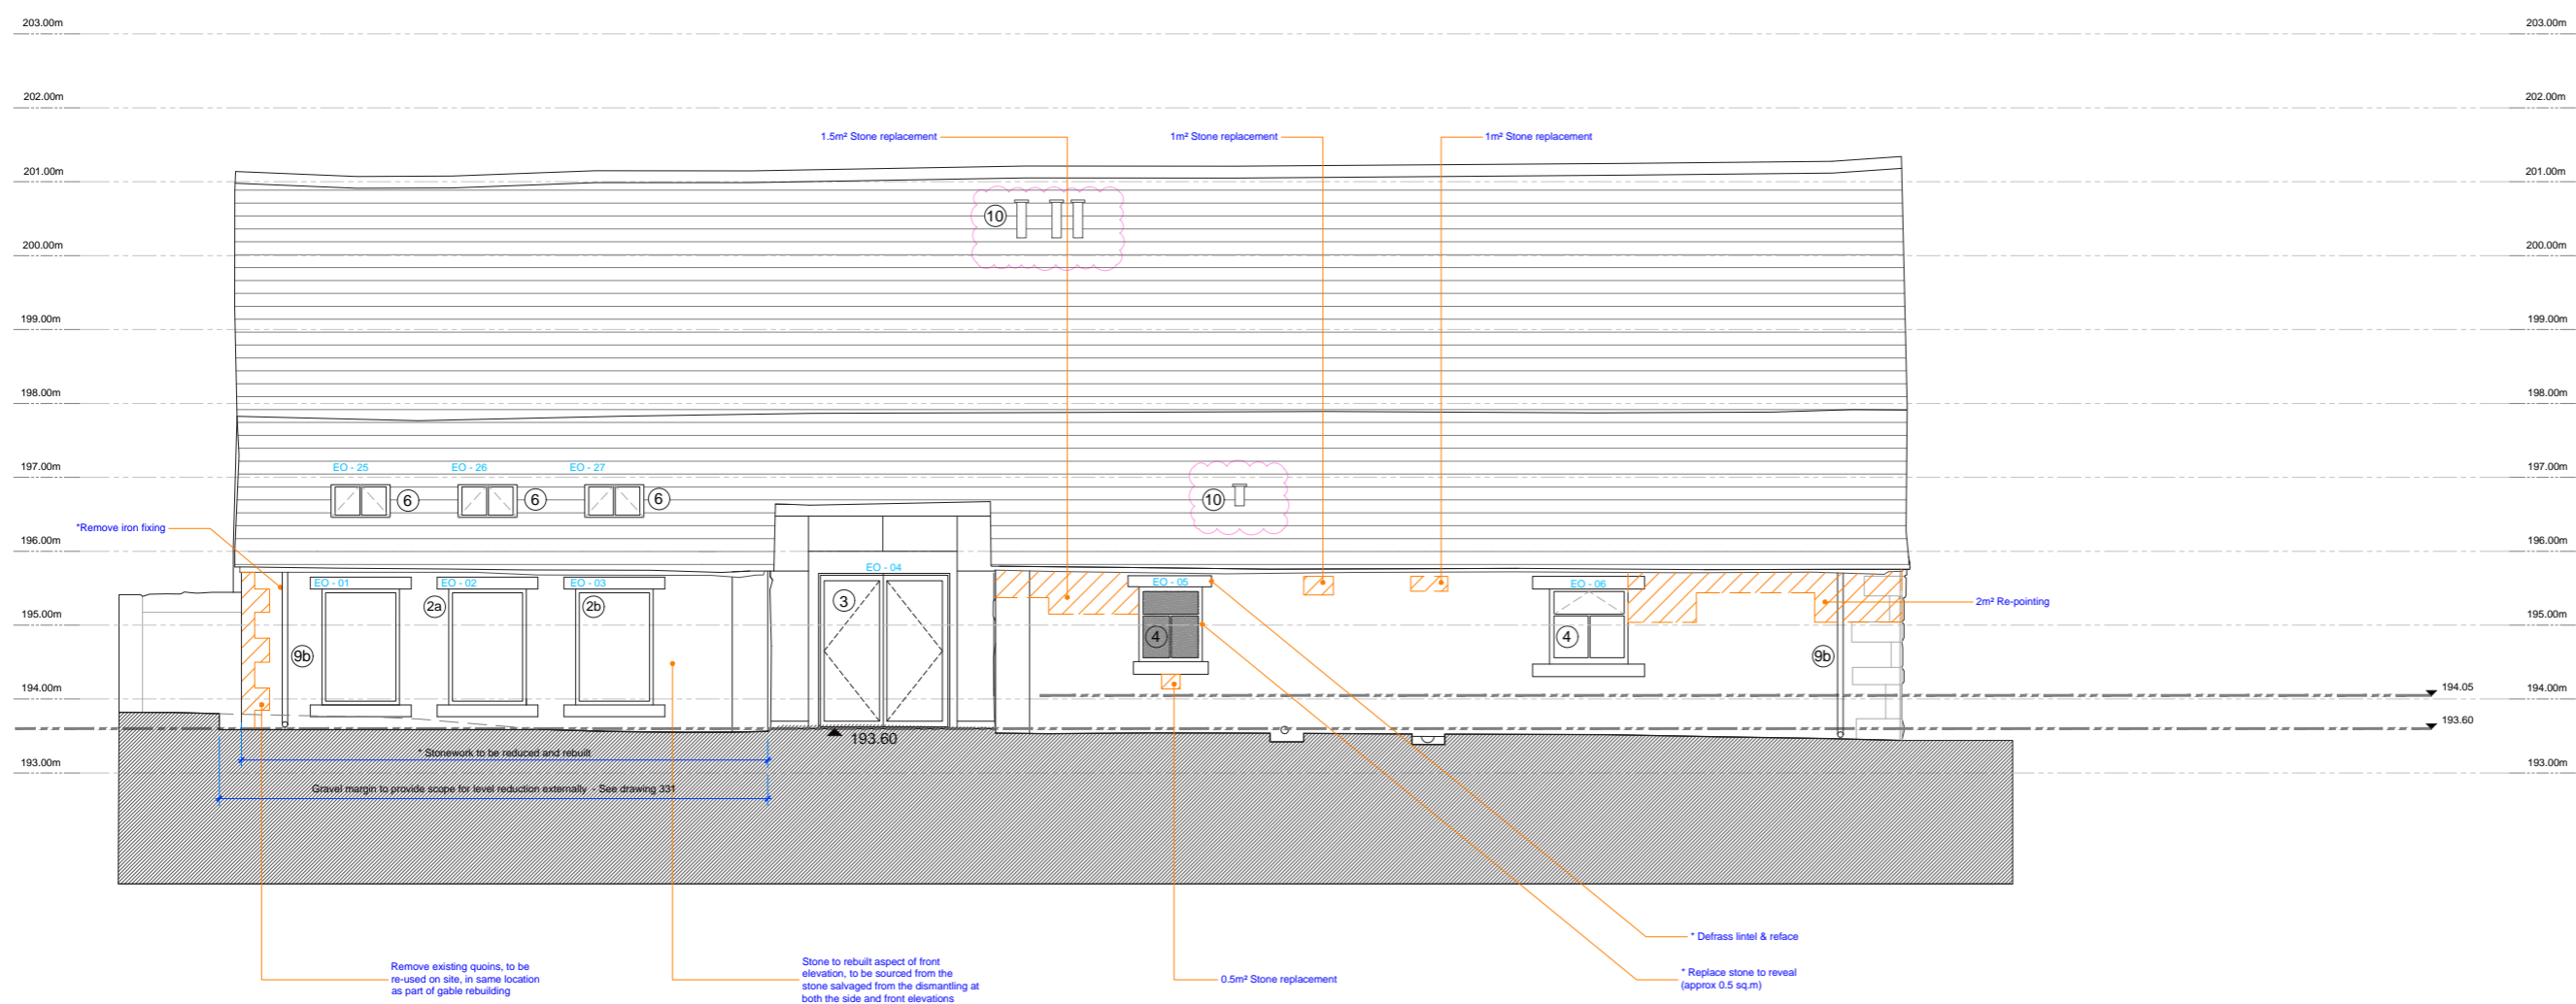 203.00m 203.00m
202.00m 202.00m
1.5m² Stone replacement 1m² Stone replacement 1m² Stone replacement
201.00m 201.00m
10
200.00m 200.00m
199.00m 199.00m
198.00m 198.00m
197.00m EO - 25 EO - 26 EO - 27 197.00m
6 6 6 10
*Remove iron fixing
196.00m 196.00m
EO - 04
EO - 01 EO - 02 EO - 03 EO - 05 EO - 06
2a 2b 3 2m² Re-pointing
195.00m 195.00m
4 4
9b 9b
194.00m 194.05 194.00m
193.60
193.60
* Stonework to be reduced and rebuilt
193.00m 193.00m
Gravel margin to provide scope for level reduction externally - See drawing 331
* Defrass lintel & reface
Remove existing quoins, to be
re-used on site, in same location
as part of gable rebuilding
Stone to rebuilt aspect of front
elevation, to be sourced from the
stone salvaged from the dismantling at
both the side and front elevations
0.5m² Stone replacement
* Replace stone to reveal
(approx 0.5 sq.m)